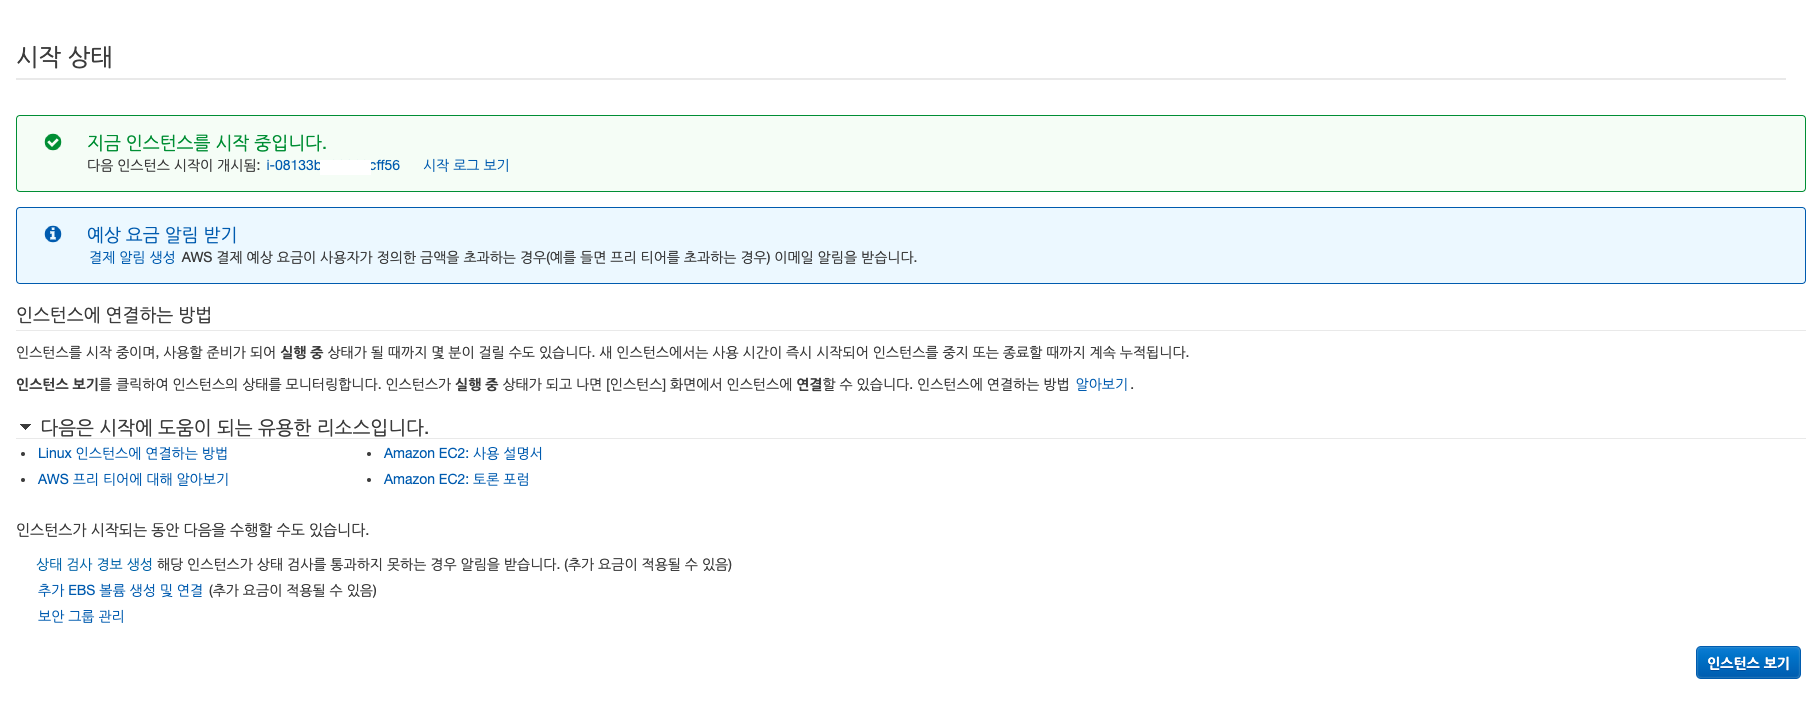 시작 상태
지금 인스턴스를 시작 중입니다.
다음 인스턴스 시작이 개시됨: i-08133b cff56 시작 로그 보기
예상 요금 알림 받기
결제 알림 생성 AWS 결제 예상 요금이 사용자가 정의한 금액을 초과하는 경우(예를 들면 프리 티어를 초과하는 경우) 이메일 알림을 받습니다.
인스턴스에 연결하는 방법
인스턴스를 시작 중이며, 사용할 준비가 되어 실행 중 상태가 될 때까지 몇 분이 걸릴 수도 있습니다. 새 인스턴스에서는 사용 시간이 즉시 시작되어 인스턴스를 중지 또는 종료할 때까지 계속 누적됩니다.
인스턴스 보기를 클릭하여 인스턴스의 상태를 모니터링합니다. 인스턴스가 실행 중 상태가 되고 나면 [인스턴스] 화면에서 인스턴스에 연결할 수 있습니다. 인스턴스에 연결하는 방법 알아보기.
다음은 시작에 도움이 되는 유용한 리소스입니다.
• Linux 인스턴스에 연결하는 방법
• AWS 프리 티어에 대해 알아보기
• Amazon EC2: 사용 설명서
• Amazon EC2: 토론 포럼
인스턴스가 시작되는 동안 다음을 수행할 수도 있습니다.
상태 검사 경보 생성 해당 인스턴스가 상태 검사를 통과하지 못하는 경우 알림을 받습니다. (추가 요금이 적용될 수 있음)
추가 EBS 볼륨 생성 및 연결 (추가 요금이 적용될 수 있음)
보안 그룹 관리
인스턴스 보기